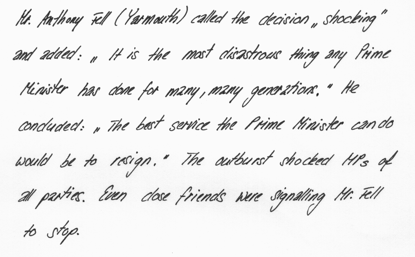 Mr. Anthony Fell (Yarmouth) called the decision „ shocking"
and added: „ It is the most disastrous thing any Prime
Minister has done for many, many generations." He
concluded: „ The best service the Prime Minister can do
would be to resign." The outburst shocked MPs of
all parties. Even close friends were signalling Mr. Fell
to stop.